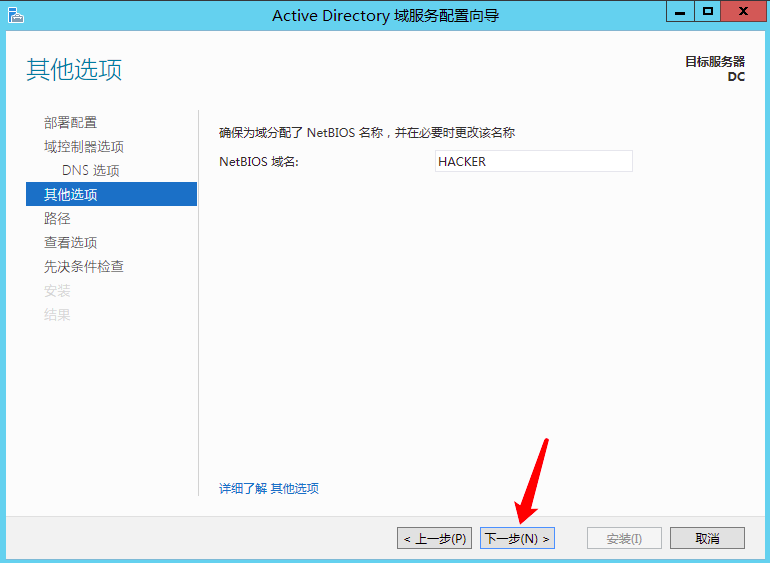 Active Directory 域服务配置向导
其他选项
目标服务器
DC
部署配置
域控制器选项
DNS 选项
其他选项
路径
查看选项
先决条件检查
安装
结果
确保为域分配了 NetBIOS 名称，并在必要时更改该名称
NetBIOS 域名: HACKER
详细了解 其他选项
< 上一步(P) 下一步(N) > 安装(I) 取消